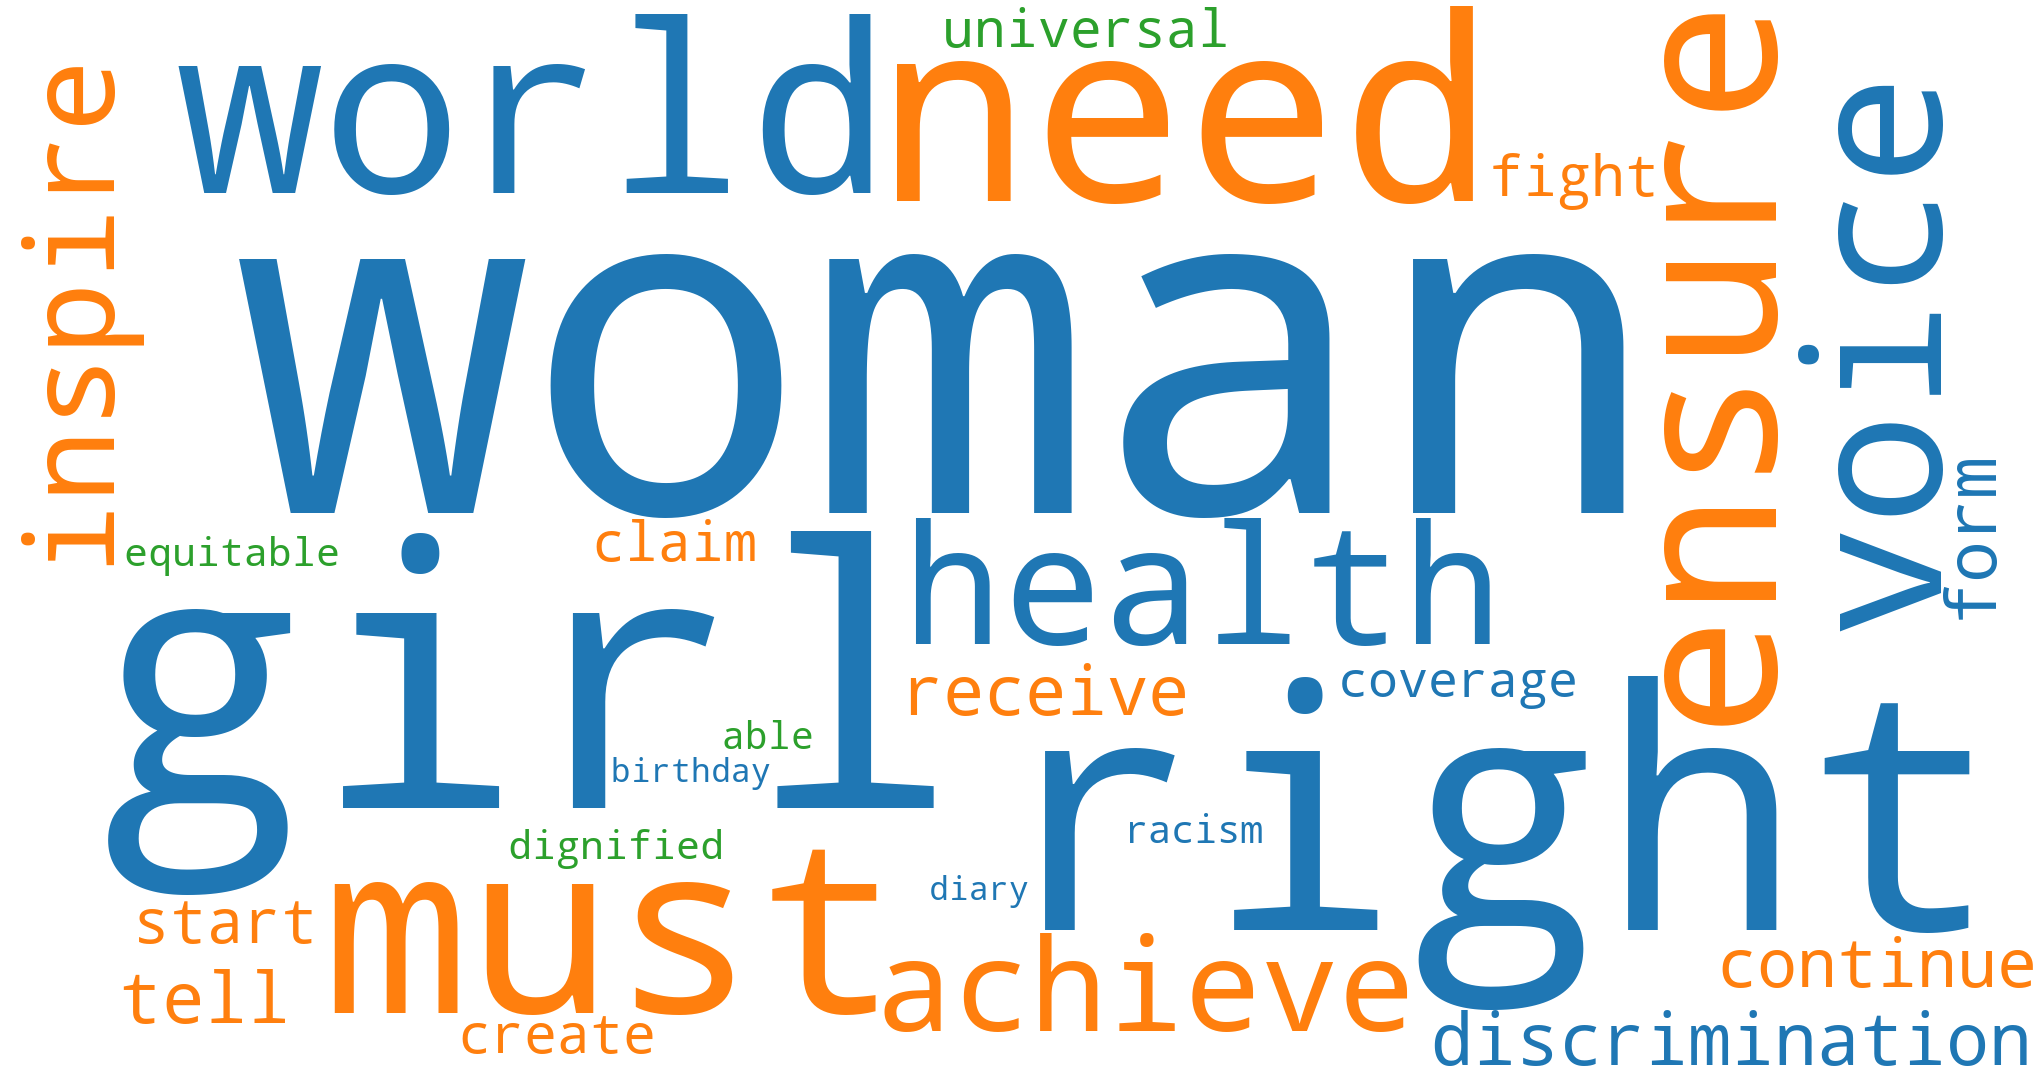 universal
world
need
fight
inspire
ensure
voice
woman
form
equitable
claim
health
girl
receive
coverage
able
birthday
right
racism
dignified
diary
start
must
achieve
continue
tell
create
discrimination